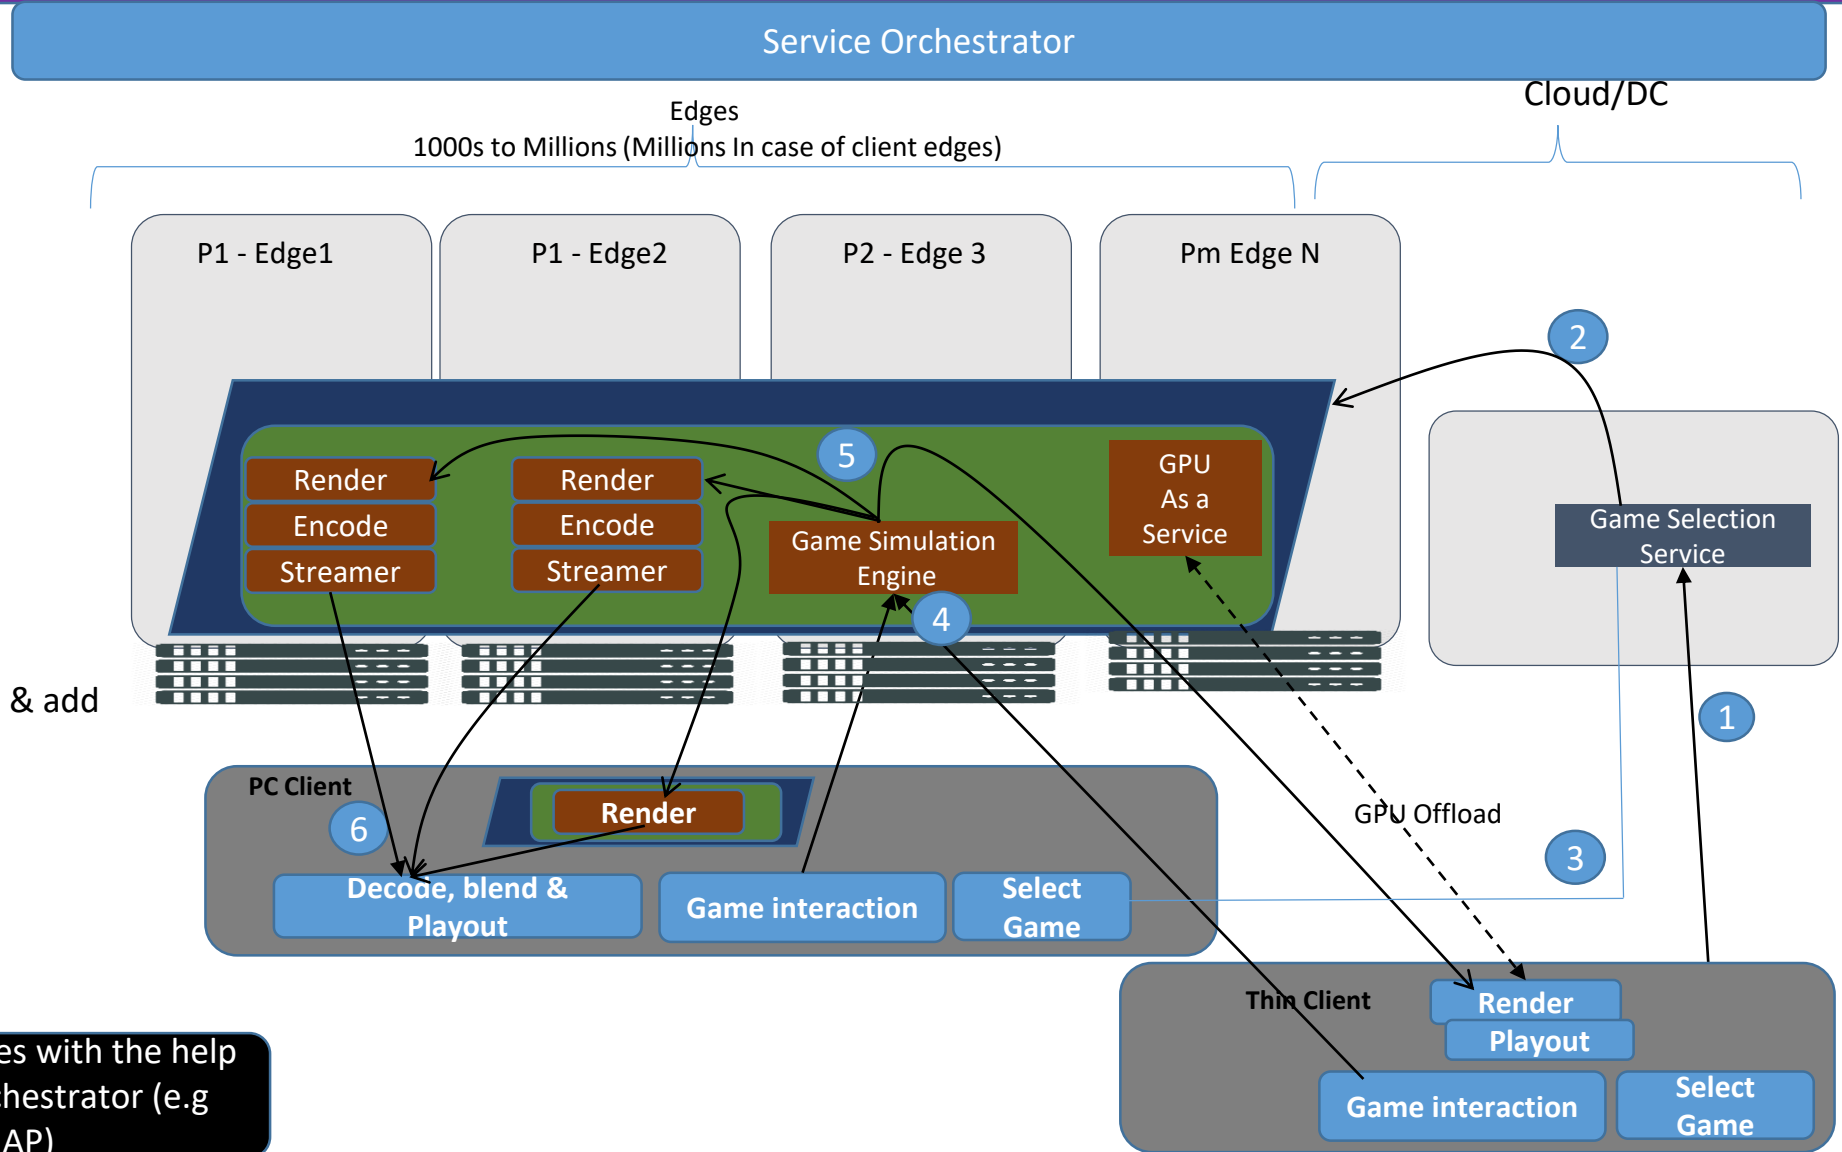 Service Orchestrator
Cloud/DC
Edges
1000s to Millions (Millions In case of client edges)
P1 - Edge1
P1 - Edge2
P2 - Edge 3
Pm Edge N
2
5
Render
Encode
Streamer
Render
Encode
Streamer
Game Simulation
Engine
GPU
As a
Service
Game Selection
Service
4
& add
1
PC Client
6
Render
GPU Offload
3
Decode, blend &
Playout
Game interaction
Select
Game
Thin Client
Render
Playout
Game interaction
Select
Game
es with the help
chestrator (e.g
AP)